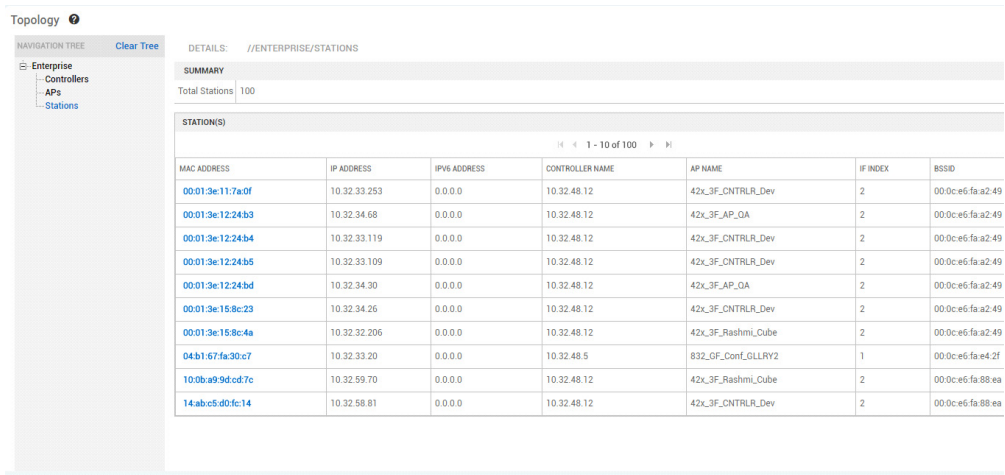 Topology ?
NAVIGATION TREE Clear Tree
Enterprise
Controllers
APs
Stations
DETAILS: //ENTERPRISE/STATIONS
SUMMARY
Total Stations 100
STATION(S)
1 - 10 of 100
MAC ADDRESS IP ADDRESS IPV6 ADDRESS CONTROLLER NAME AP NAME IF INDEX BSSID
00:01:3e:11:7a:0f 10.32.33.253 0.0.0.0 10.32.48.12 42x_3F_CNTRLR_Dev 2 00:0c:e6:fa:a2:49
00:01:3e:12:24:b3 10.32.34.68 0.0.0.0 10.32.48.12 42x_3F_AP_QA 2 00:0c:e6:fa:a2:49
00:01:3e:12:24:b4 10.32.33.119 0.0.0.0 10.32.48.12 42x_3F_CNTRLR_Dev 2 00:0c:e6:fa:a2:49
00:01:3e:12:24:b5 10.32.33.109 0.0.0.0 10.32.48.12 42x_3F_CNTRLR_Dev 2 00:0c:e6:fa:a2:49
00:01:3e:12:24:bd 10.32.34.30 0.0.0.0 10.32.48.12 42x_3F_AP_QA 2 00:0c:e6:fa:a2:49
00:01:3e:15:8c:23 10.32.34.26 0.0.0.0 10.32.48.12 42x_3F_CNTRLR_Dev 2 00:0c:e6:fa:a2:49
00:01:3e:15:8c:4a 10.32.32.206 0.0.0.0 10.32.48.12 42x_3F_Rashmi_Cube 2 00:0c:e6:fa:a2:49
04:b1:67:fa:30:c7 10.32.33.20 0.0.0.0 10.32.48.5 832_GF_Conf_GLLRY2 1 00:0c:e6:fa:e4:2f
10:0b:a9:9d:cd:7c 10.32.59.70 0.0.0.0 10.32.48.12 42x_3F_Rashmi_Cube 2 00:0c:e6:fa:88:ea
14:ab:c5:d0:fc:14 10.32.58.81 0.0.0.0 10.32.48.12 42x_3F_CNTRLR_Dev 2 00:0c:e6:fa:88:ea